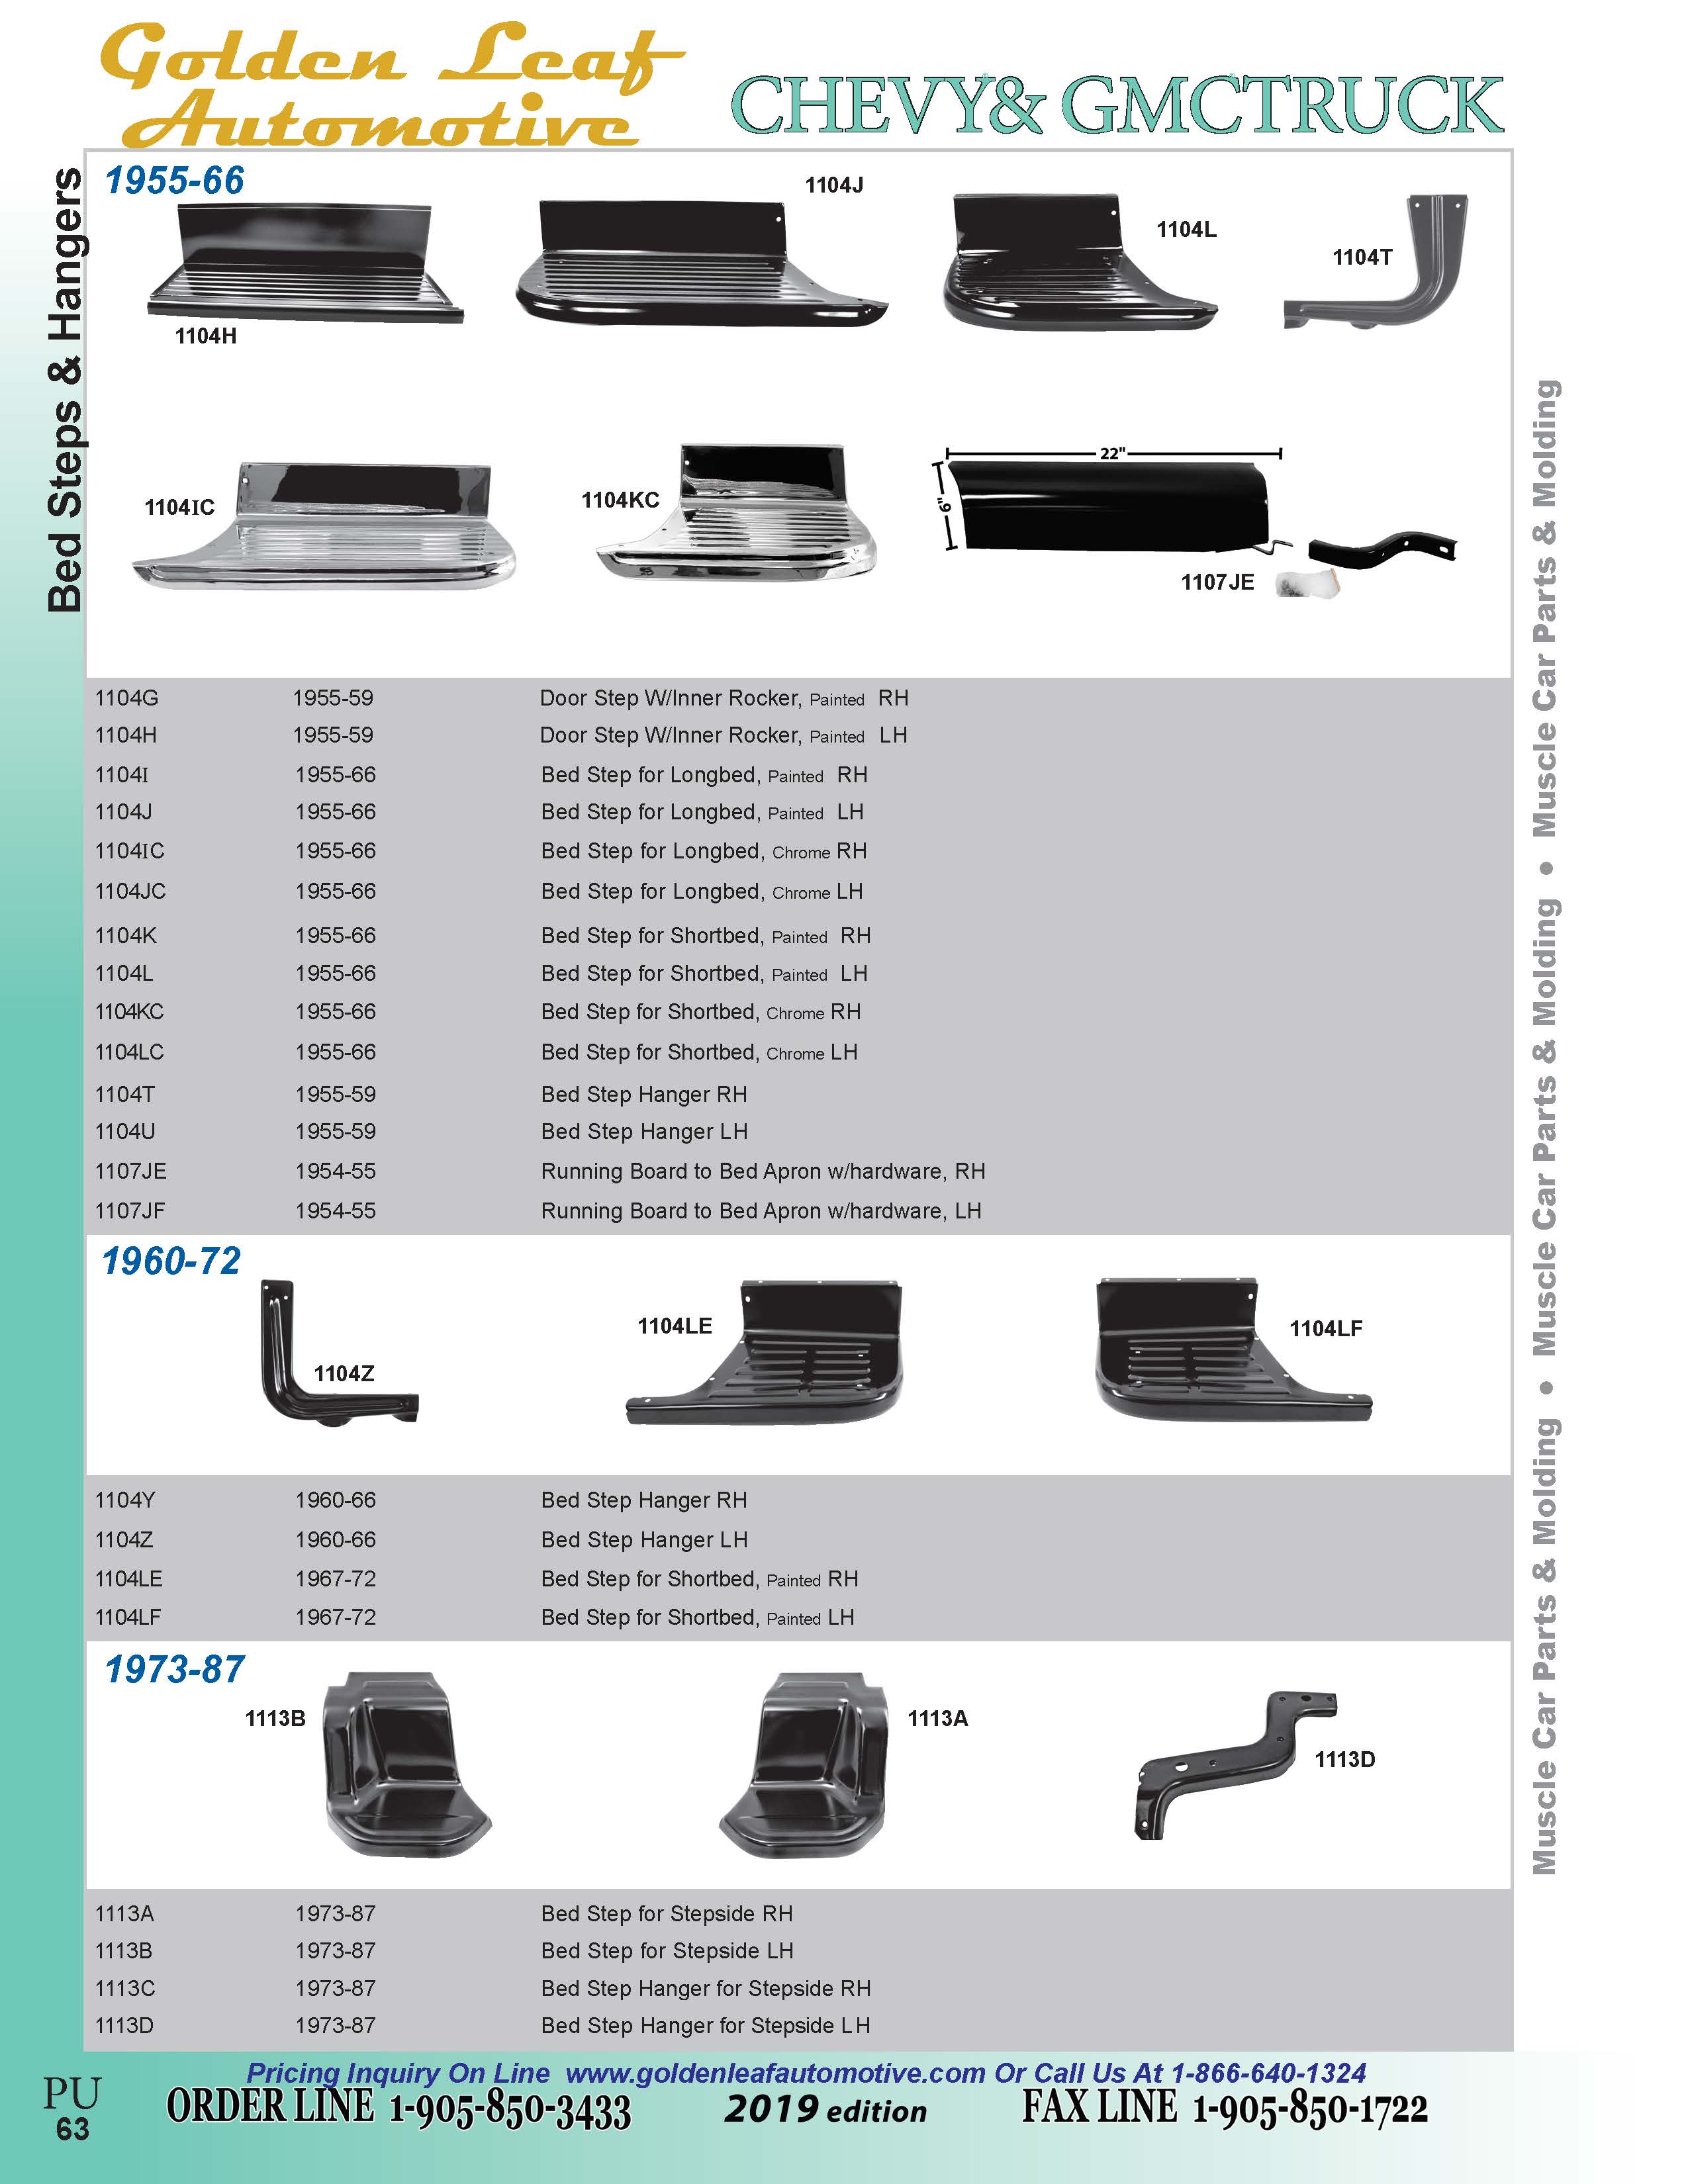 Golden Leaf
Automotive
CHEVY & GMC TRUCK
Bed Steps & Hangers
1955-66
1104J
1104L
1104T
1104H
1104IC
1104KC
22"
9"
1107JE
1104G 1955-59 Door Step W/Inner Rocker, Painted RH
1104H 1955-59 Door Step W/Inner Rocker, Painted LH
1104I 1955-66 Bed Step for Longbed, Painted RH
1104J 1955-66 Bed Step for Longbed, Painted LH
1104IC 1955-66 Bed Step for Longbed, Chrome RH
1104JC 1955-66 Bed Step for Longbed, Chrome LH
1104K 1955-66 Bed Step for Shortbed, Painted RH
1104L 1955-66 Bed Step for Shortbed, Painted LH
1104KC 1955-66 Bed Step for Shortbed, Chrome RH
1104LC 1955-66 Bed Step for Shortbed, Chrome LH
1104T 1955-59 Bed Step Hanger RH
1104U 1955-59 Bed Step Hanger LH
1107JE 1954-55 Running Board to Bed Apron w/hardware, RH
1107JF 1954-55 Running Board to Bed Apron w/hardware, LH
1960-72
1104Z
1104LE
1104LF
1104Y 1960-66 Bed Step Hanger RH
1104Z 1960-66 Bed Step Hanger LH
1104LE 1967-72 Bed Step for Shortbed, Painted RH
1104LF 1967-72 Bed Step for Shortbed, Painted LH
1973-87
1113B
1113A
1113D
1113A 1973-87 Bed Step for Stepside RH
1113B 1973-87 Bed Step for Stepside LH
1113C 1973-87 Bed Step Hanger for Stepside RH
1113D 1973-87 Bed Step Hanger for Stepside LH
Muscle Car Parts & Molding • Muscle Car Parts & Molding • Muscle Car Parts & Molding
Pricing Inquiry On Line www.goldenleafautomotive.com Or Call Us At 1-866-640-1324
PU
63
ORDER LINE 1-905-850-3433 2019 edition FAX LINE 1-905-850-1722